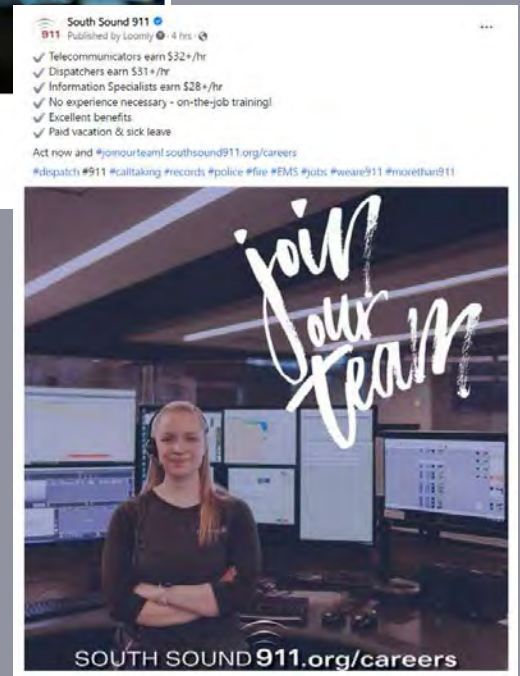 South Sound 911
911 Published by Loomly · 4 hrs ·
Telecommunicators earn $32+/hr
Dispatchers earn $31+/hr
Information Specialists earn $28+/hr
No experience necessary - on-the-job training!
Excellent benefits
Paid vacation & sick leave
Act now and #joinourteam! southsound911.org/careers
#dispatch #911 #calltaking #records #police #fire #EMS #jobs #weare911 #morethan911
join
our
team
SOUTH SOUND 911.org/careers